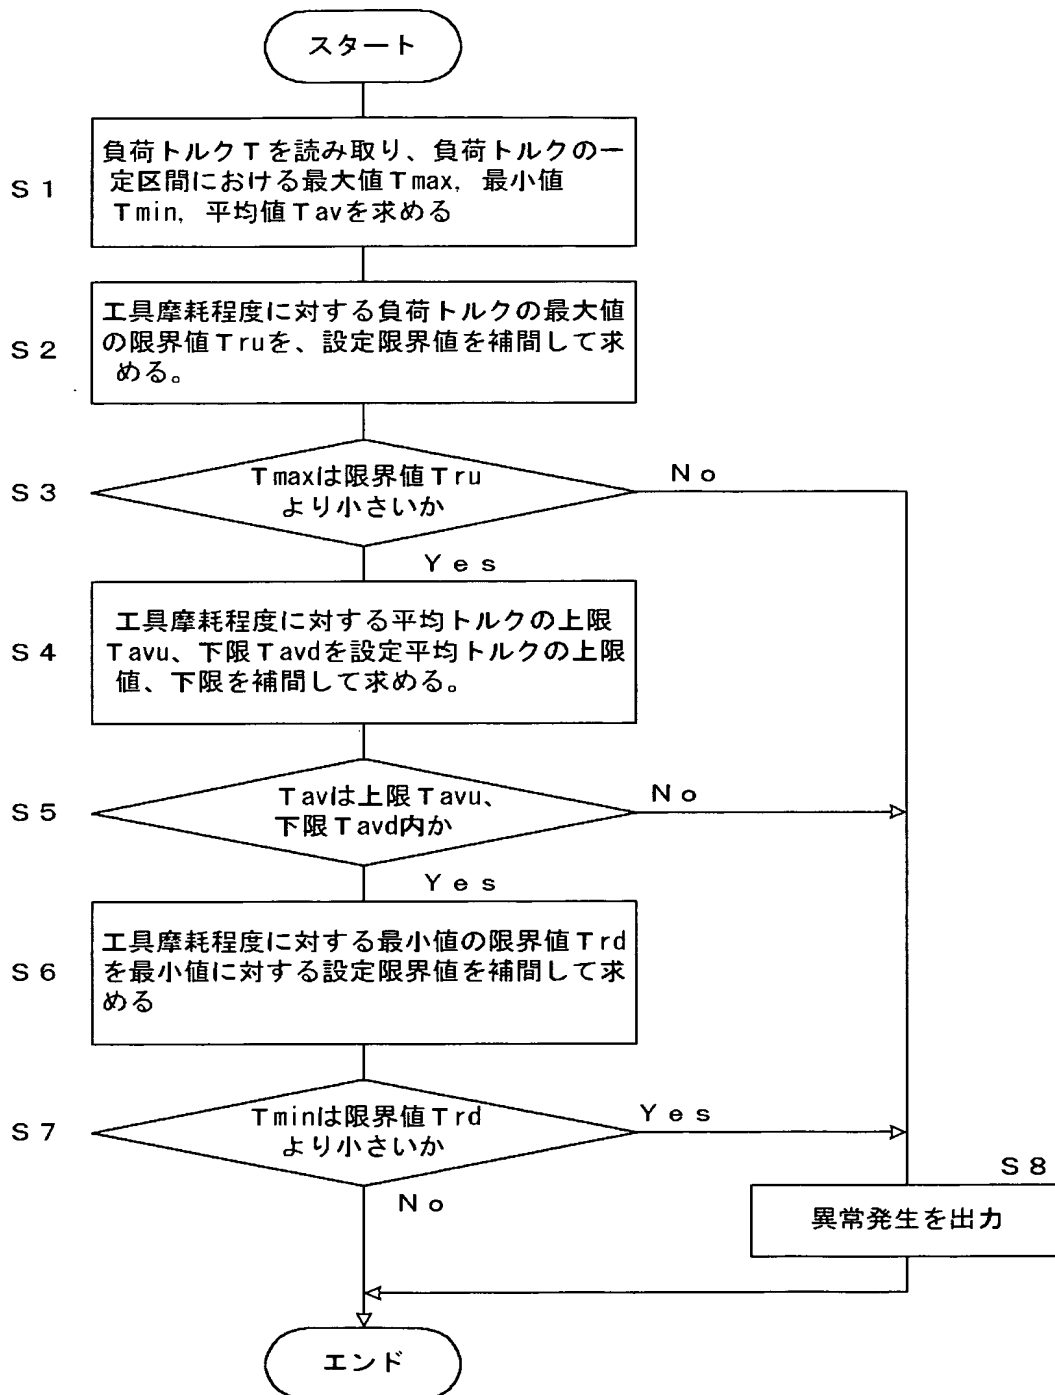 スタート
S1
負荷トルクTを読み取り、負荷トルクの一
定区間における最大値Tmax, 最小値
Tmin, 平均値Tavを求める
S2
工具摩耗程度に対する負荷トルクの最大値
の限界値Truを、設定限界値を補間して求
める。
S3
Tmaxは限界値Tru
より小さいか
No
Yes
S4
工具摩耗程度に対する平均トルクの上限
Tavu、下限Tavdを設定平均トルクの上限
値、下限を補間して求める。
S5
Tavは上限Tavu、
下限Tavd内か
No
Yes
S6
工具摩耗程度に対する最小値の限界値Trd
を最小値に対する設定限界値を補間して求
める
S7
Tminは限界値Trd
より小さいか
Yes
No
S8
異常発生を出力
エンド